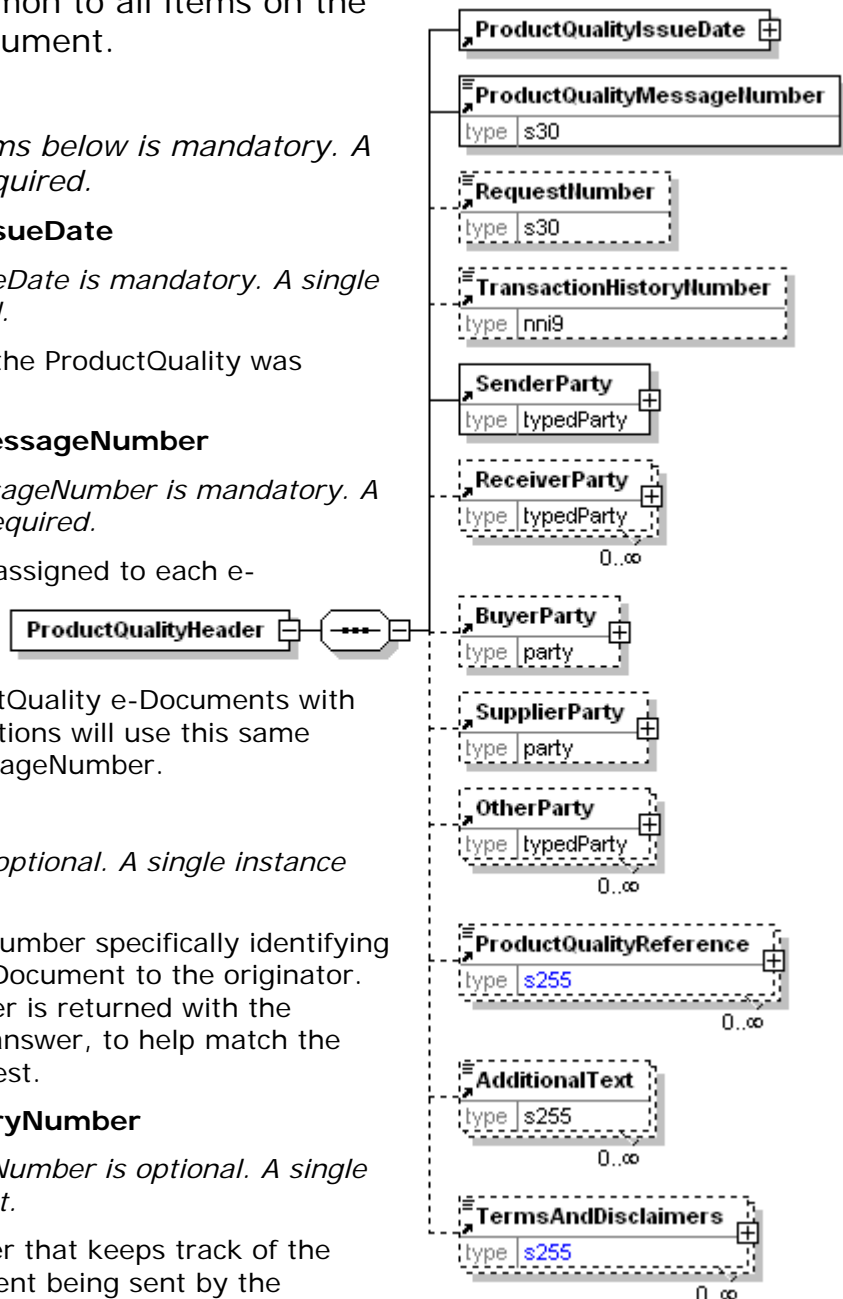 mon to all items on the
cument.
ms below is mandatory. A
quired.
sueDate
eDate is mandatory. A single
d.
the ProductQuality was
essageNumber
sageNumber is mandatory. A
equired.
assigned to each e-
tQuality e-Documents with
tions will use this same
sageNumber.
optional. A single instance
umber specifically identifying
Document to the originator.
er is returned with the
answer, to help match the
est.
ryNumber
Number is optional. A single
t.
er that keeps track of the
ent being sent by the
ProductQualityHeader
ProductQualityIssueDate
ProductQualityMessageNumber
type s30
RequestNumber
type s30
TransactionHistoryNumber
type nni9
SenderParty
type typedParty
ReceiverParty
type typedParty
0..∞
BuyerParty
type party
SupplierParty
type party
OtherParty
type typedParty
0..∞
ProductQualityReference
type s255
0..∞
AdditionalText
type s255
0..∞
TermsAndDisclaimers
type s255
0..∞